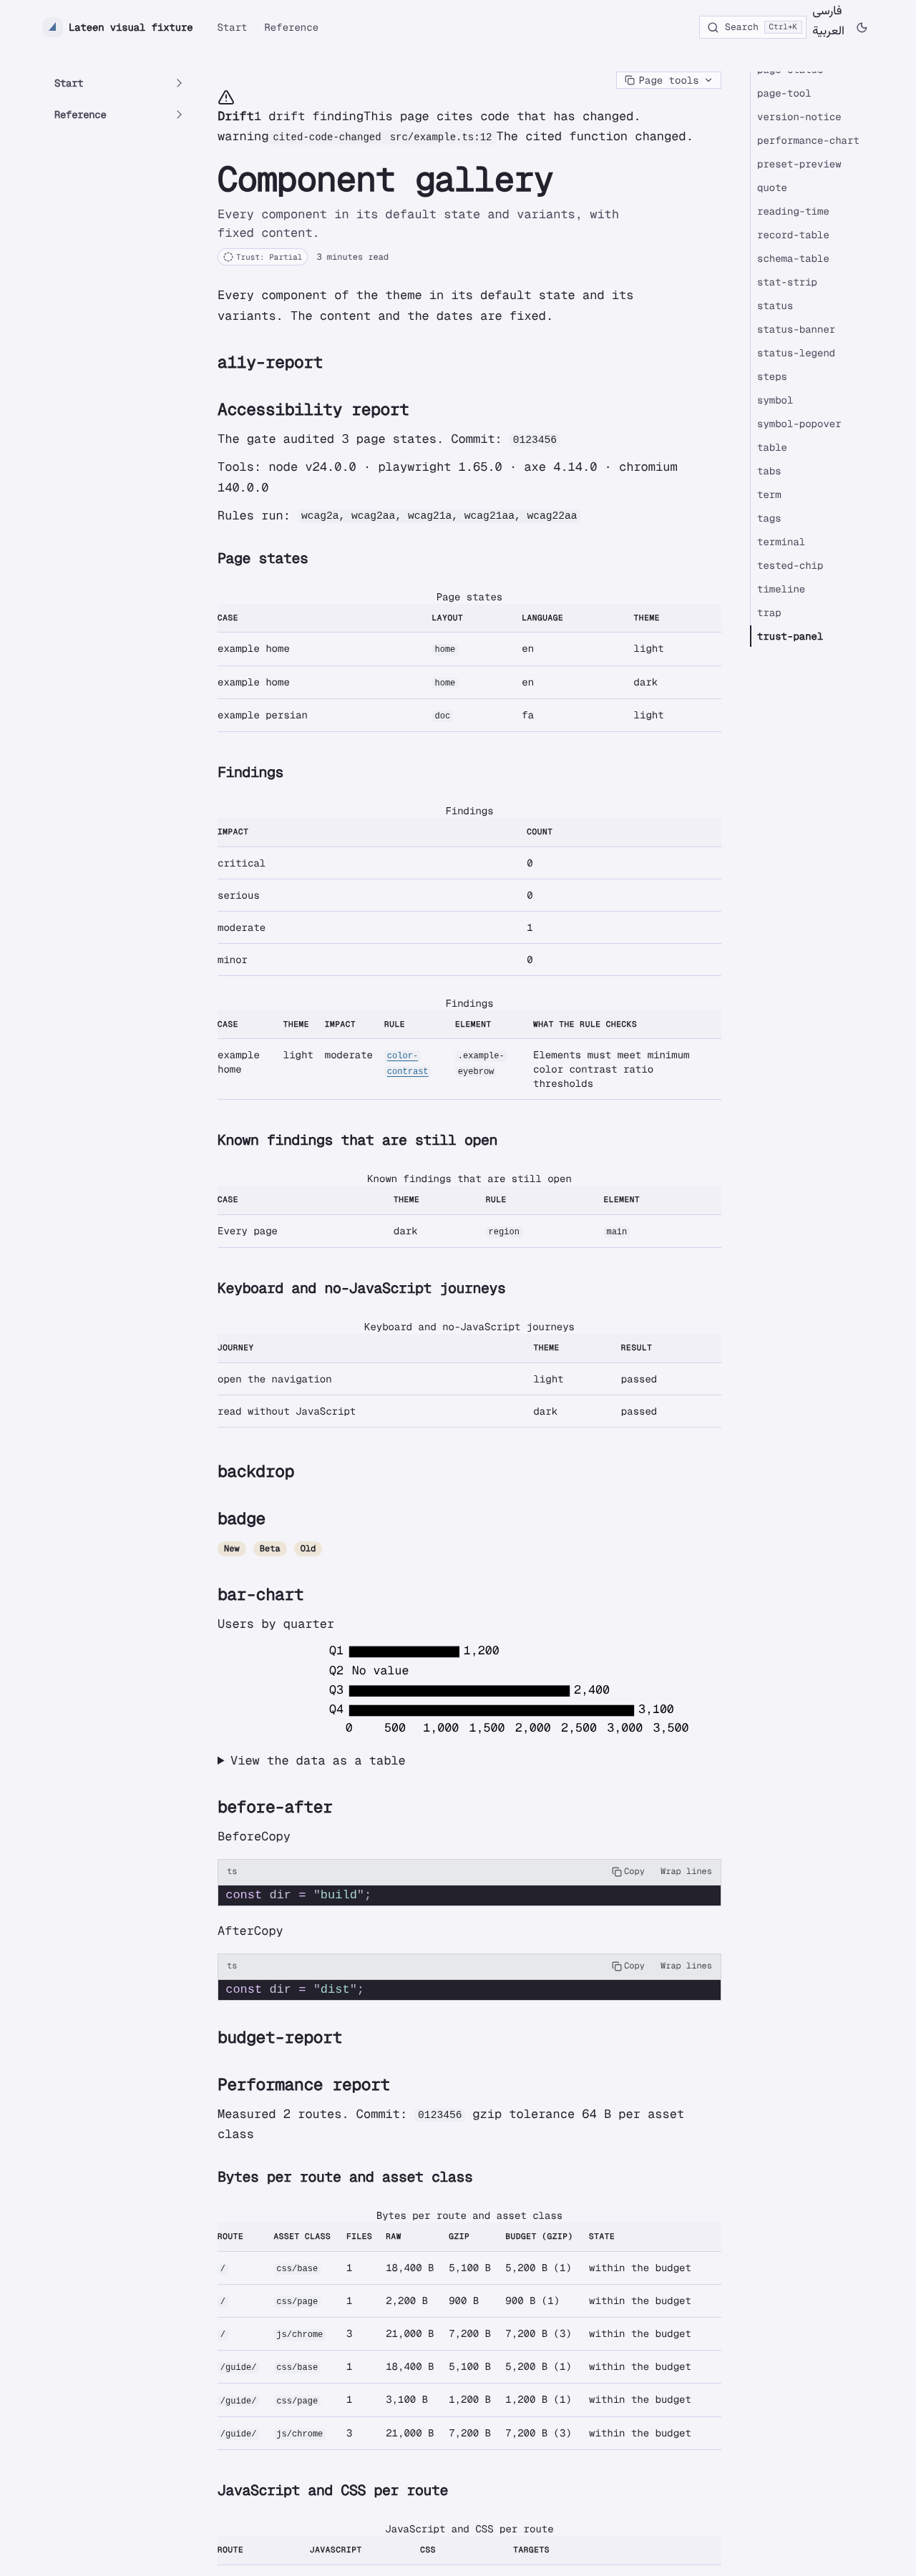 Lateen visual fixture
Start
Reference
Search Ctrl+K
فارسی
العربية
Start
Reference
Page tools
Drift1 drift findingThis page cites code that has changed.
warning cited-code-changed src/example.ts:12 The cited function changed.
Component gallery
Every component in its default state and variants, with
fixed content.
Trust: Partial 3 minutes read
Every component of the theme in its default state and its
variants. The content and the dates are fixed.
a11y-report
Accessibility report
The gate audited 3 page states. Commit: 0123456
Tools: node v24.0.0 · playwright 1.65.0 · axe 4.14.0 · chromium
140.0.0
Rules run: wcag2a, wcag2aa, wcag21a, wcag21aa, wcag22aa
Page states
Page states
CASE LAYOUT LANGUAGE THEME
example home home en light
example home home en dark
example persian doc fa light
Findings
Findings
IMPACT COUNT
critical 0
serious 0
moderate 1
minor 0
Findings
CASE THEME IMPACT RULE ELEMENT WHAT THE RULE CHECKS
example light moderate color- .example- Elements must meet minimum
home contrast eyebrow color contrast ratio
thresholds
Known findings that are still open
Known findings that are still open
CASE THEME RULE ELEMENT
Every page dark region main
Keyboard and no-JavaScript journeys
Keyboard and no-JavaScript journeys
JOURNEY THEME RESULT
open the navigation light passed
read without JavaScript dark passed
backdrop
badge
New Beta Old
bar-chart
Users by quarter
Q1 1,200
Q2 No value
Q3 2,400
Q4 3,100
0 500 1,000 1,500 2,000 2,500 3,000 3,500
View the data as a table
before-after
BeforeCopy
ts Copy Wrap lines
const dir = "build";
AfterCopy
ts Copy Wrap lines
const dir = "dist";
budget-report
Performance report
Measured 2 routes. Commit: 0123456 gzip tolerance 64 B per asset
class
Bytes per route and asset class
Bytes per route and asset class
ROUTE ASSET CLASS FILES RAW GZIP BUDGET (GZIP) STATE
/ css/base 1 18,400 B 5,100 B 5,200 B (1) within the budget
/ css/page 1 2,200 B 900 B 900 B (1) within the budget
/ js/chrome 3 21,000 B 7,200 B 7,200 B (3) within the budget
/guide/ css/base 1 18,400 B 5,100 B 5,200 B (1) within the budget
/guide/ css/page 1 3,100 B 1,200 B 1,200 B (1) within the budget
/guide/ js/chrome 3 21,000 B 7,200 B 7,200 B (3) within the budget
JavaScript and CSS per route
JavaScript and CSS per route
ROUTE JAVASCRIPT CSS TARGETS
page-tool
version-notice
performance-chart
preset-preview
quote
reading-time
record-table
schema-table
stat-strip
status
status-banner
status-legend
steps
symbol
symbol-popover
table
tabs
term
tags
terminal
tested-chip
timeline
trap
trust-panel